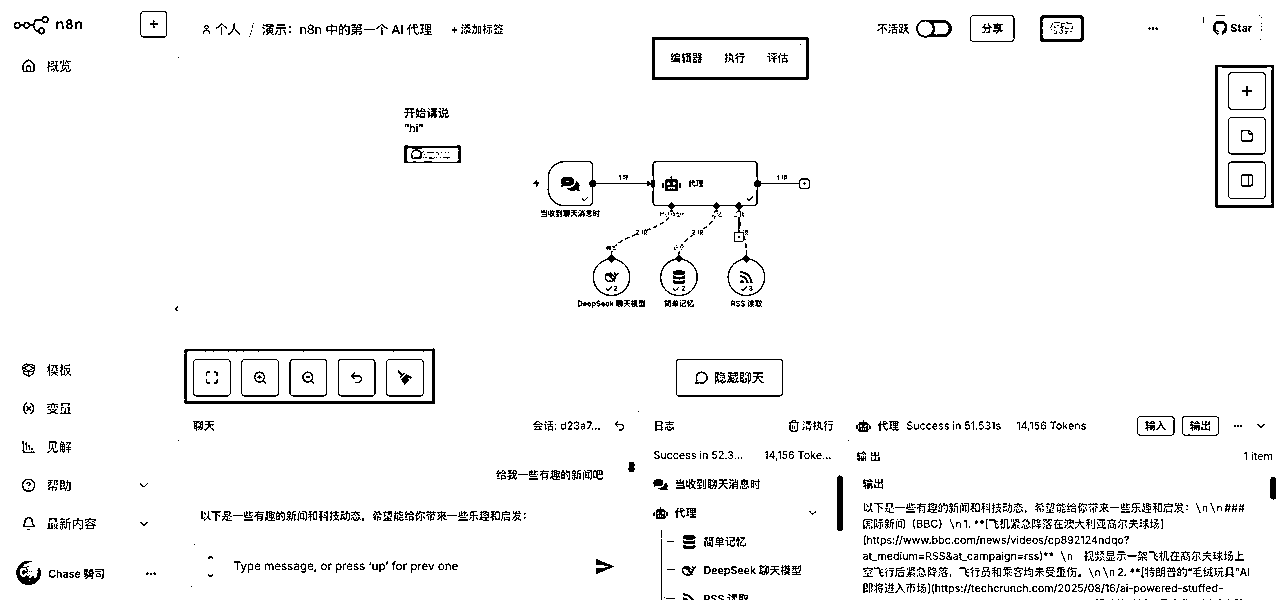 n8n
+
个人 / 演示：n8n 中的第一个 AI 代理 + 添加标签
不活跃
分享
保存
...
Star
概览
编辑器 执行 评估
开始请说
"hi"
代理
当收到聊天消息时
DeepSeek 聊天模型
简单记忆
RSS 读取
模板
变量
见解
帮助
最新内容
Chase 骑司
...
隐藏聊天
聊天
会话: d23a7...
给我一些有趣的新闻吧
以下是一些有趣的新闻和科技动态，希望能给你带来一些乐趣和启发：
Type message, or press 'up' for prev one
日志
清执行
Success in 52.3... 14,156 Toke...
当收到聊天消息时
代理
简单记忆
DeepSeek 聊天模型
RSS 读取
代理 Success in 51.531s 14,156 Tokens
输入 输出 ...
输出
1 item
输出
以下是一些有趣的新闻和科技动态，希望能给你带来一些乐趣和启发：\n\n###
国际新闻（BBC）\n1. **[飞机紧急降落在澳大利亚高尔夫球场]
(https://www.bbc.com/news/videos/cp892124ndqo?
at_medium=RSS&at_campaign=rss)** \n 视频显示一架飞机在高尔夫球场上
空飞行后紧急降落，飞行员和乘客均未受重伤。\n\n2. **[特朗普的“毛绒玩具”AI
即将进入市场](https://techcrunch.com/2025/08/16/ai-powered-stuffed-